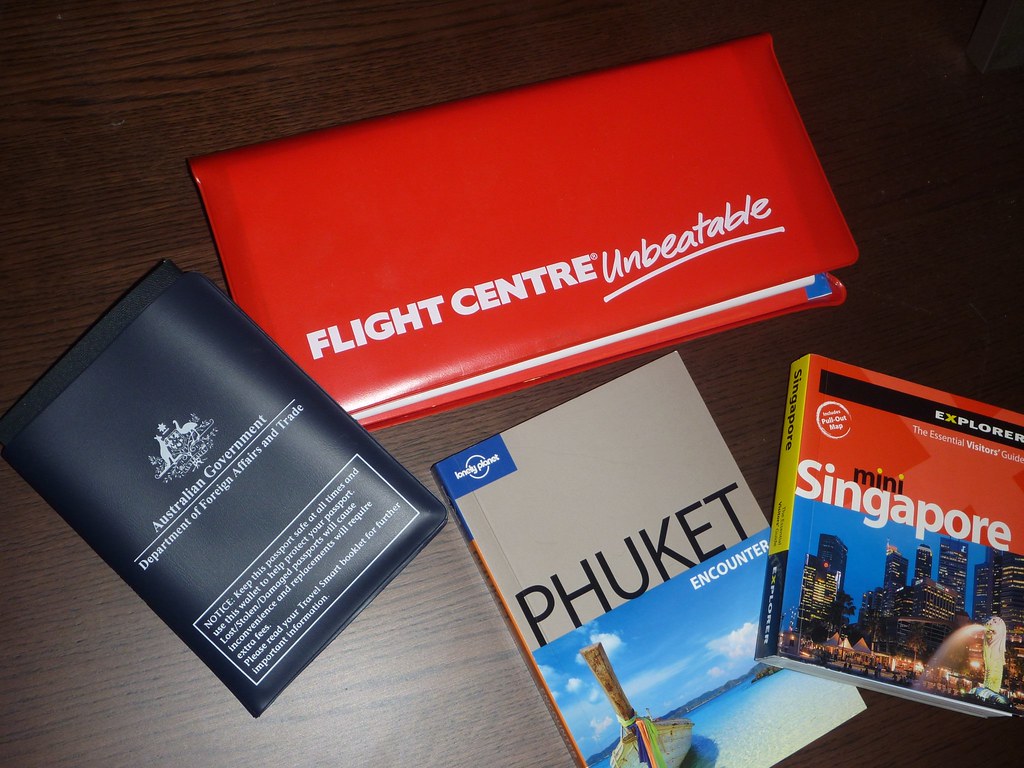 FLIGHT CENTRE® Unbeatable
Australian Government
Department of Foreign Affairs and Trade
NOTICE: Keep this passport safe at all times and
use this wallet to help protect your passport.
Lost/Stolen/Damaged passports will cause
inconvenience and replacements will require
extra fees.
Please read your Travel Smart booklet for further
important information.
lonely planet
PHUKET
ENCOUNTER
Singapore
EXPLORER
EXPLORER
The Essential Visitors' Guide
Includes
Pull-Out
Map
mini
Singapore